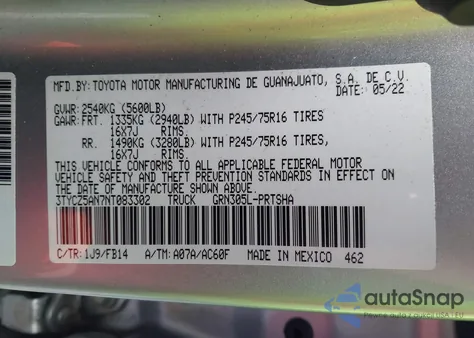 MFD.BY: TOYOTA MOTOR MANUFACTURING DE GUANAJUATO, S.A. DE C.V.
DATE: 05/22
GVWR: 2540KG (5600LB)
GAWR: FRT. 1335KG (2940LB) WITH P245/75R16 TIRES
16X7J RIMS.
RR. 1490KG (3280LB) WITH P245/75R16 TIRES,
16X7J RIMS.
THIS VEHICLE CONFORMS TO ALL APPLICABLE FEDERAL MOTOR
VEHICLE SAFETY AND THEFT PREVENTION STANDARDS IN EFFECT ON
THE DATE OF MANUFACTURE SHOWN ABOVE.
3TYCZ5AN7NT083302 TRUCK GRN305L-PRTSHA
C/TR: 1J9/FB14 A/TM: A07A/AC60F MADE IN MEXICO 462
autoSnap